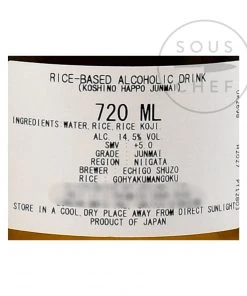 SOUS
CHEF
RICE-BASED ALCOHOLIC DRINK
(KOSHINO HAPPO JUNMAI)
720 ML
INGREDIENTS WATER, RICE, RICE KOJI.
ALC 14.5% VOL.
SMV : +5.0
GRADE : JUNMAI
REGION : NIIGATA
BREWER : ECHIGO SHUZO
RICE : GOHYAKUMANGOKU
STORE IN A COOL, DRY PLACE AWAY FROM DIRECT SUNLIGHT
PRODUCT OF JAPAN